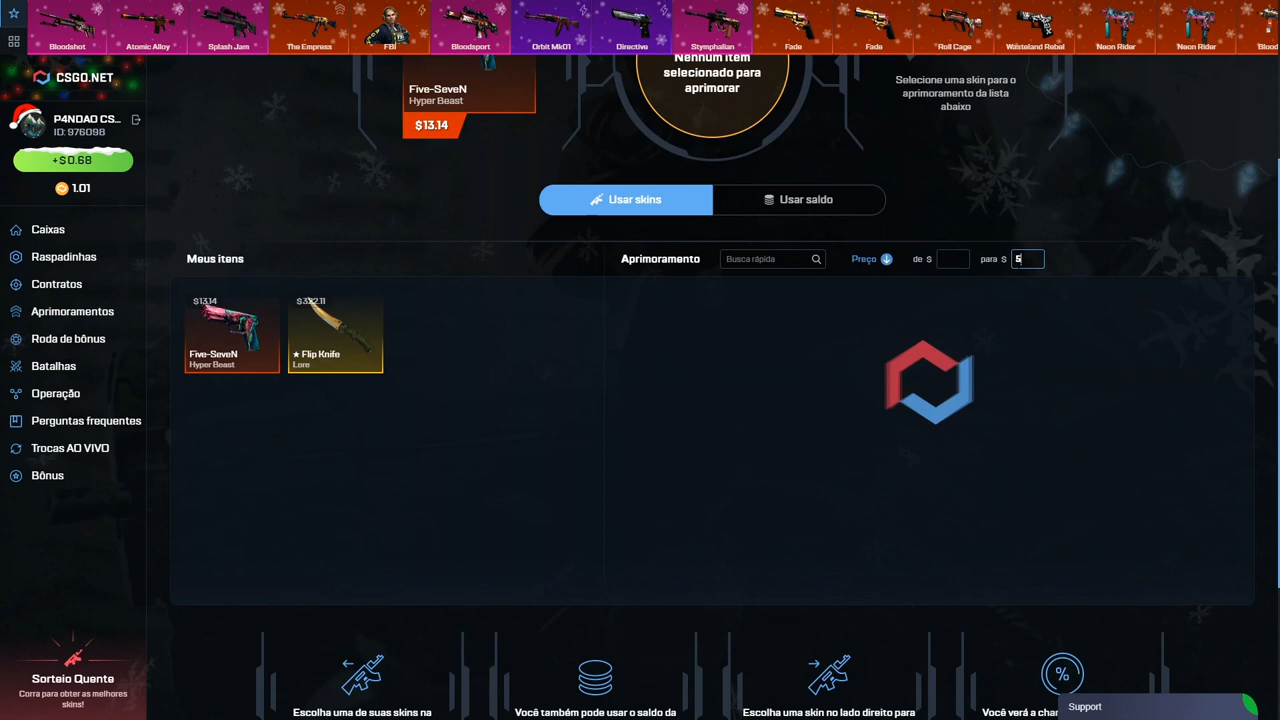 Bloodshot
Atomic Alloy
Splash Jam
The Empress
FBI
Bloodsport
Orbit Mk01
Directive
Stymphalian
Fade
Fade
Roll Cage
Wasteland Rebel
Neon Rider
Neon Rider
Blood
CSGO.NET
P4NDAO CS...
ID: 976098
+$0.68
1.01
Caixas
Raspadinhas
Contratos
Aprimoramentos
Roda de bônus
Batalhas
Operação
Perguntas frequentes
Trocas AO VIVO
Bônus
Sorteio Quente
Corra para obter as melhores
skins!
Five-SeveN
Hyper Beast
$13.14
Nenhum item
selecionado para
aprimorar
Selecione uma skin para o
aprimoramento da lista
abaixo
Usar skins
Usar saldo
Meus itens
Aprimoramento
Busca rápida
Preço
de $
para $
5
$13.14
Five-SeveN
Hyper Beast
$322.11
★ Flip Knife
Lore
Escolha uma de suas skins na
Você também pode usar o saldo da
Escolha uma skin no lado direito para
%
Você verá a chan
Support